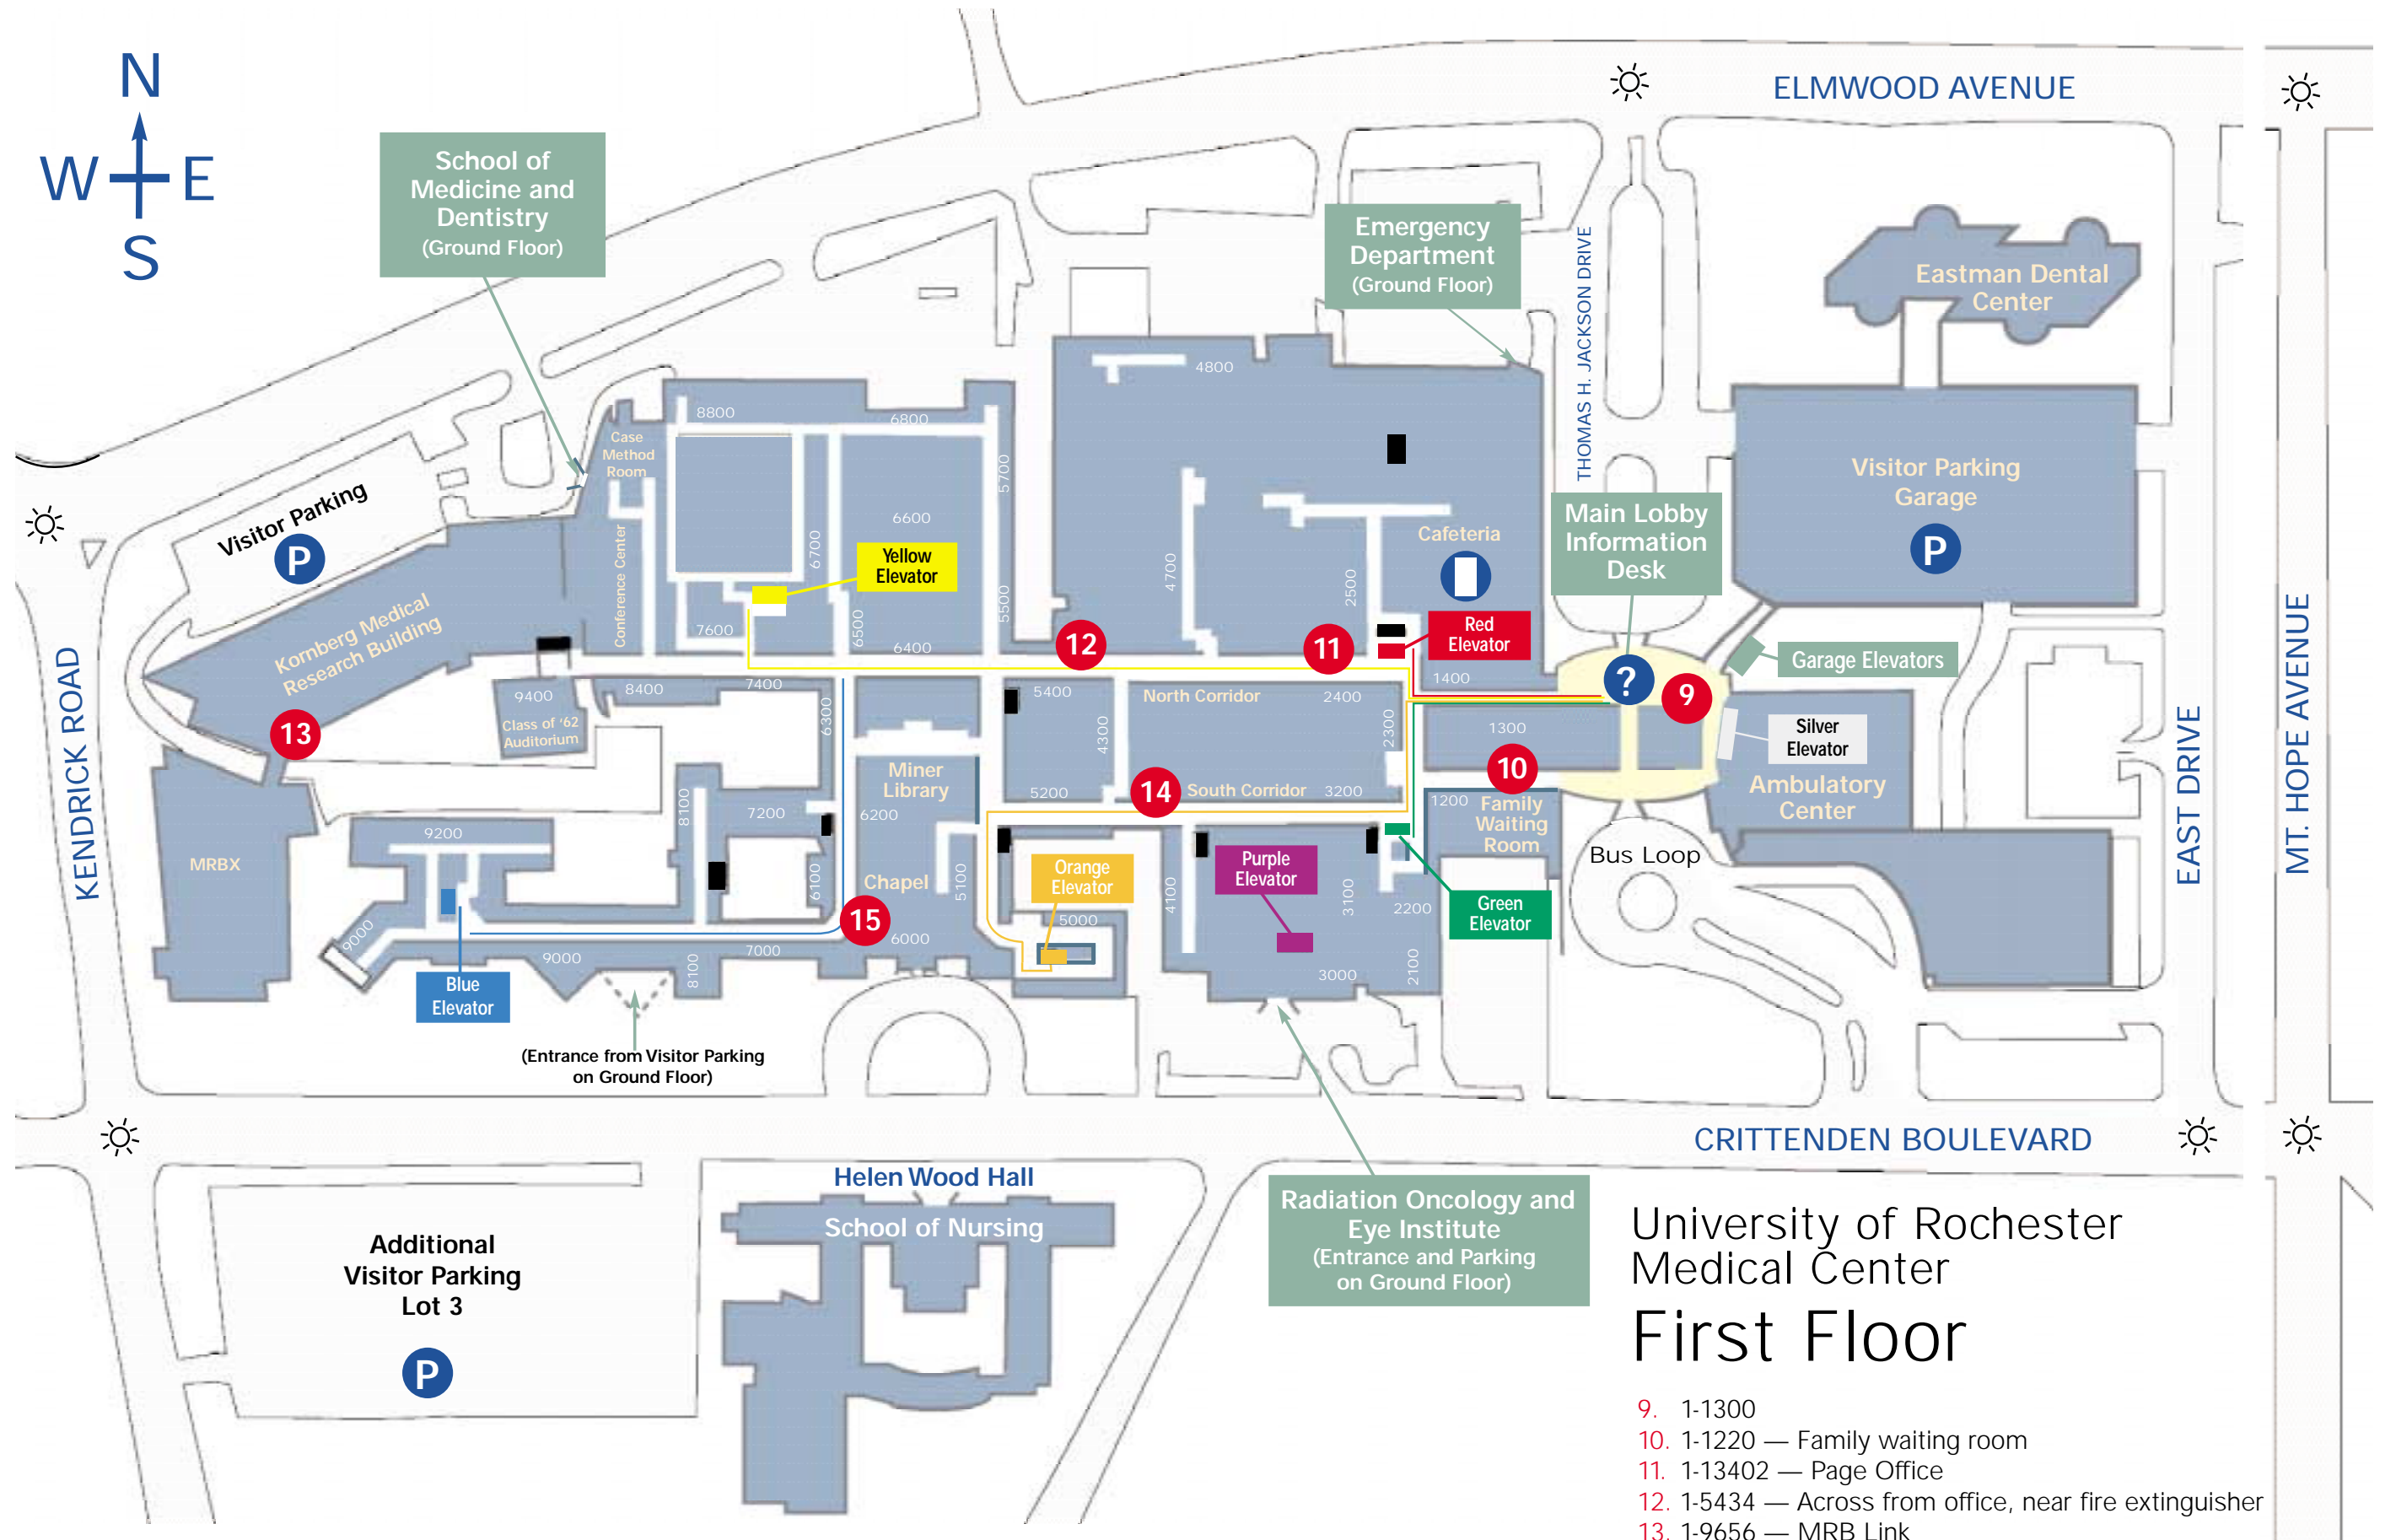 N
W E
S
School of
Medicine and
Dentistry
(Ground Floor)
Emergency
Department
(Ground Floor)
ELMWOOD AVENUE
THOMAS H. JACKSON DRIVE
Eastman Dental
Center
4800
8800
6800
Case
Method
Room
5700
Visitor Parking
Garage
P
Visitor Parking
P
6600
6700
Conference Center
Yellow
Elevator
Cafeteria
Main Lobby
Information
Desk
4700
2500
5500
7600
6500
6400
12
11
Red
Elevator
Kornberg Medical
Research Building
Garage Elevators
?
9
1400
KENDRICK ROAD
MT. HOPE AVENUE
EAST DRIVE
9400
8400
7400
5400
North Corridor
2400
13
Class of '62
Auditorium
6300
4300
2300
1300
Silver
Elevator
10
Miner
Library
14
South Corridor
3200
5200
1200
Family
Waiting
Room
Ambulatory
Center
8100
7200
6200
9200
MRBX
Bus Loop
Chapel
6100
5100
Orange
Elevator
4100
Purple
Elevator
3100
2200
Green
Elevator
15
5000
6000
9000
9000
7000
8100
3000
2100
Blue
Elevator
(Entrance from Visitor Parking
on Ground Floor)
CRITTENDEN BOULEVARD
Helen Wood Hall
School of Nursing
Radiation Oncology and
Eye Institute
(Entrance and Parking
on Ground Floor)
Additional
Visitor Parking
Lot 3
P
University of Rochester
Medical Center
First Floor
9. 1-1300
10. 1-1220 — Family waiting room
11. 1-13402 — Page Office
12. 1-5434 — Across from office, near fire extinguisher
13. 1-9656 — MRB Link